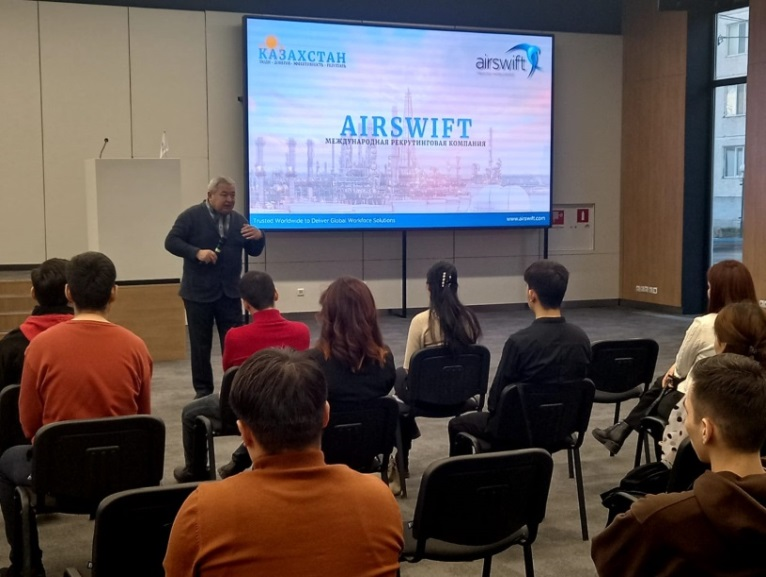 КАЗАХСТАН
airswift
AIRSWIFT
МЕЖДУНАРОДНАЯ РЕКРУТИНГОВАЯ КОМПАНИЯ
Trusted Worldwide to Deliver Global Workforce Solutions
www.airswift.com